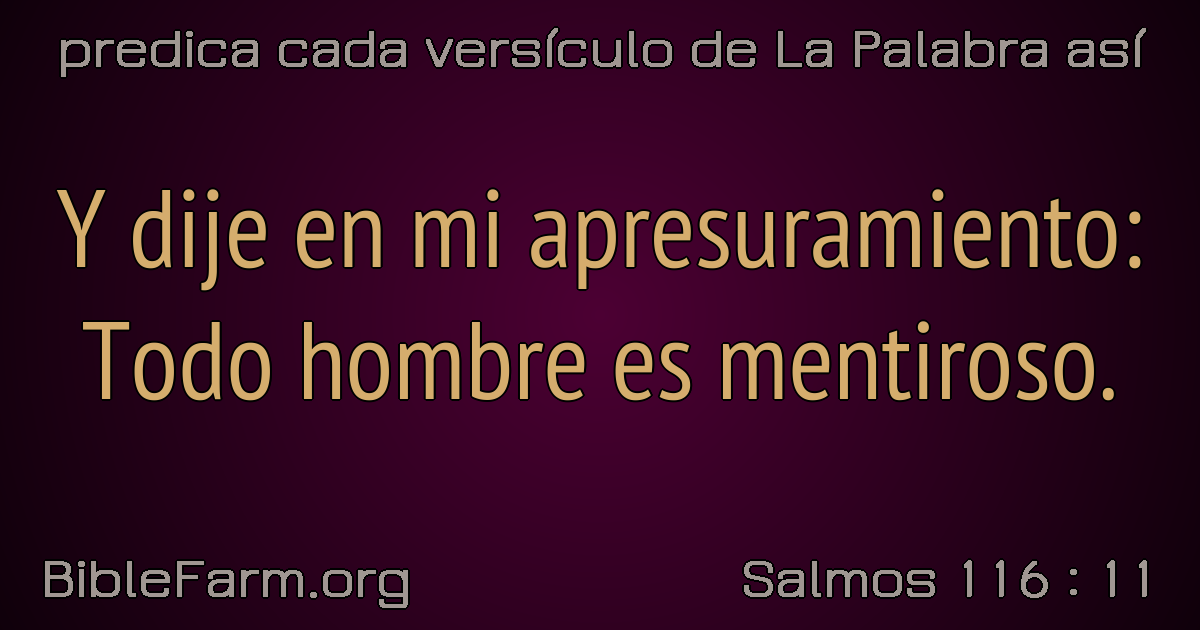 predica cada versículo de La Palabra así
Y dije en mi apresuramiento:
Todo hombre es mentiroso.
BibleFarm.org
Salmos 116 : 11